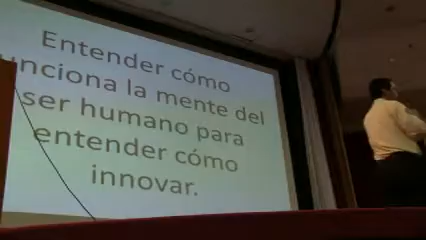 Entender cómo
unciona la mente del
ser humano para
entender cómo
innovar.